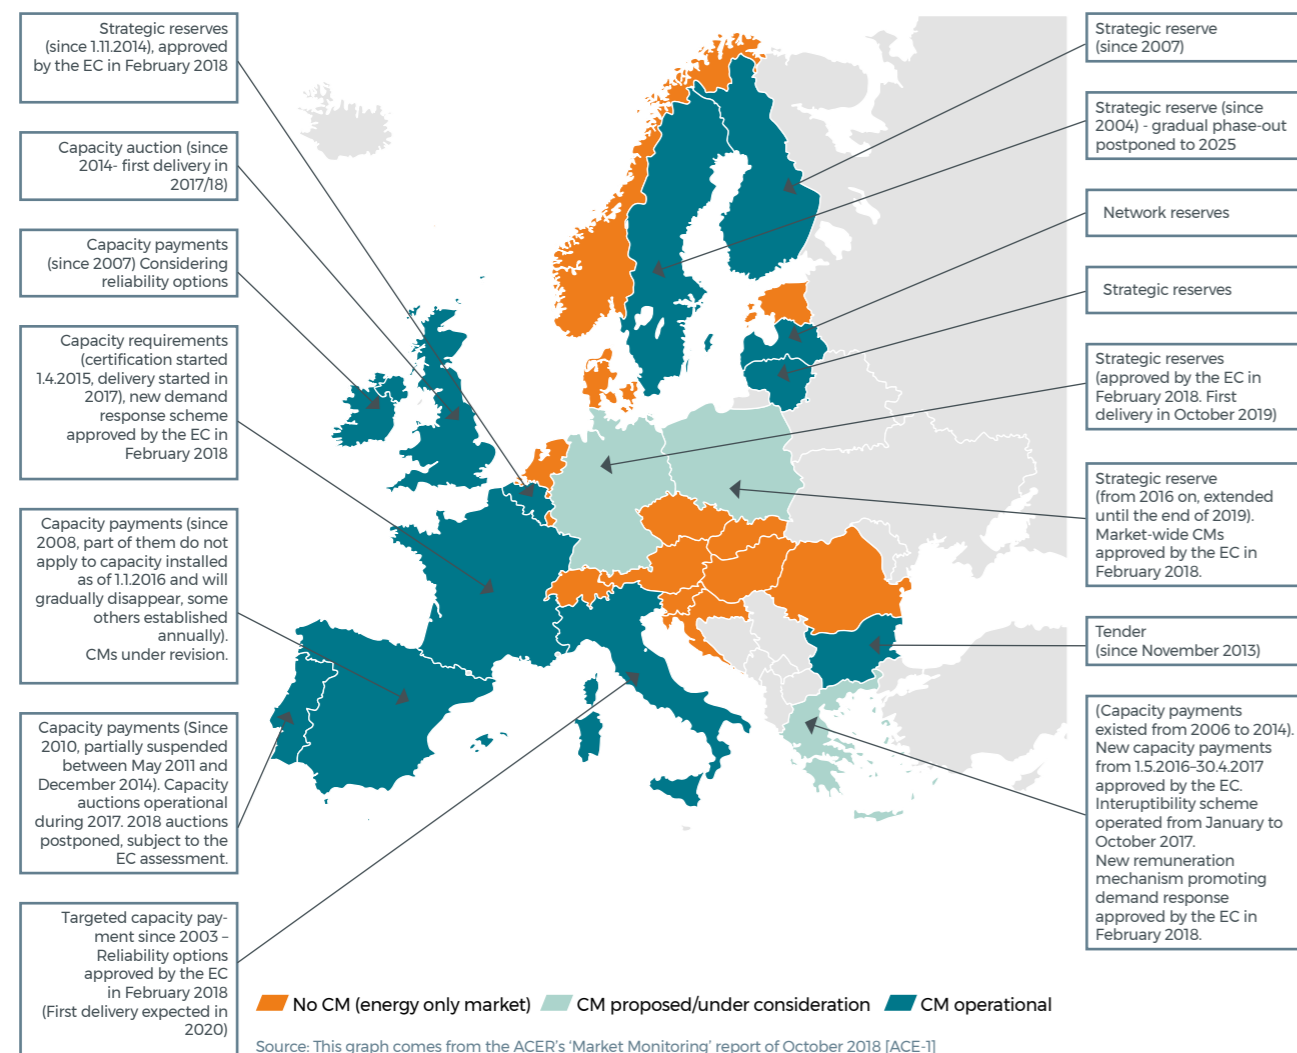 Strategic reserves
(since 1.11.2014), approved
by the EC in February 2018
Capacity auction (since
2014- first delivery in
2017/18)
Capacity payments
(since 2007) Considering
reliability options
Capacity requirements
(certification started
1.4.2015, delivery started in
2017), new demand
response scheme
approved by the EC in
February 2018
Capacity payments (since
2008, part of them do not
apply to capacity installed
as of 1.1.2016 and will
gradually disappear, some
others established
annually).
CMs under revision.
Capacity payments (Since
2010, partially suspended
between May 2011 and
December 2014). Capacity
auctions operational
during 2017. 2018 auctions
postponed, subject to the
EC assessment.
Targeted capacity pay-
ment since 2003 –
Reliability options
approved by the EC
in February 2018
(First delivery expected in
2020)
Strategic reserve
(since 2007)
Strategic reserve (since
2004) - gradual phase-out
postponed to 2025
Network reserves
Strategic reserves
Strategic reserves
(approved by the EC in
February 2018. First
delivery in October 2019)
Strategic reserve
(from 2016 on, extended
until the end of 2019).
Market-wide CMs
approved by the EC in
February 2018.
Tender
(since November 2013)
(Capacity payments
existed from 2006 to 2014).
New capacity payments
from 1.5.2016–30.4.2017
approved by the EC.
Interuptibility scheme
operated from January to
October 2017.
New remuneration
mechanism promoting
demand response
approved by the EC in
February 2018.
No CM (energy only market) CM proposed/under consideration CM operational
Source: This graph comes from the ACER's 'Market Monitoring' report of October 2018 [ACE-1]